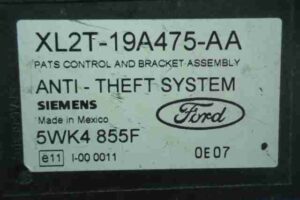 XL2T-19A475-AA
PATS CONTROL AND BRACKET ASSEMBLY
ANTI - THEFT SYSTEM
SIEMENS
Made in Mexico
Ford
5WK4 855F
e11 I-00 0011
0E07